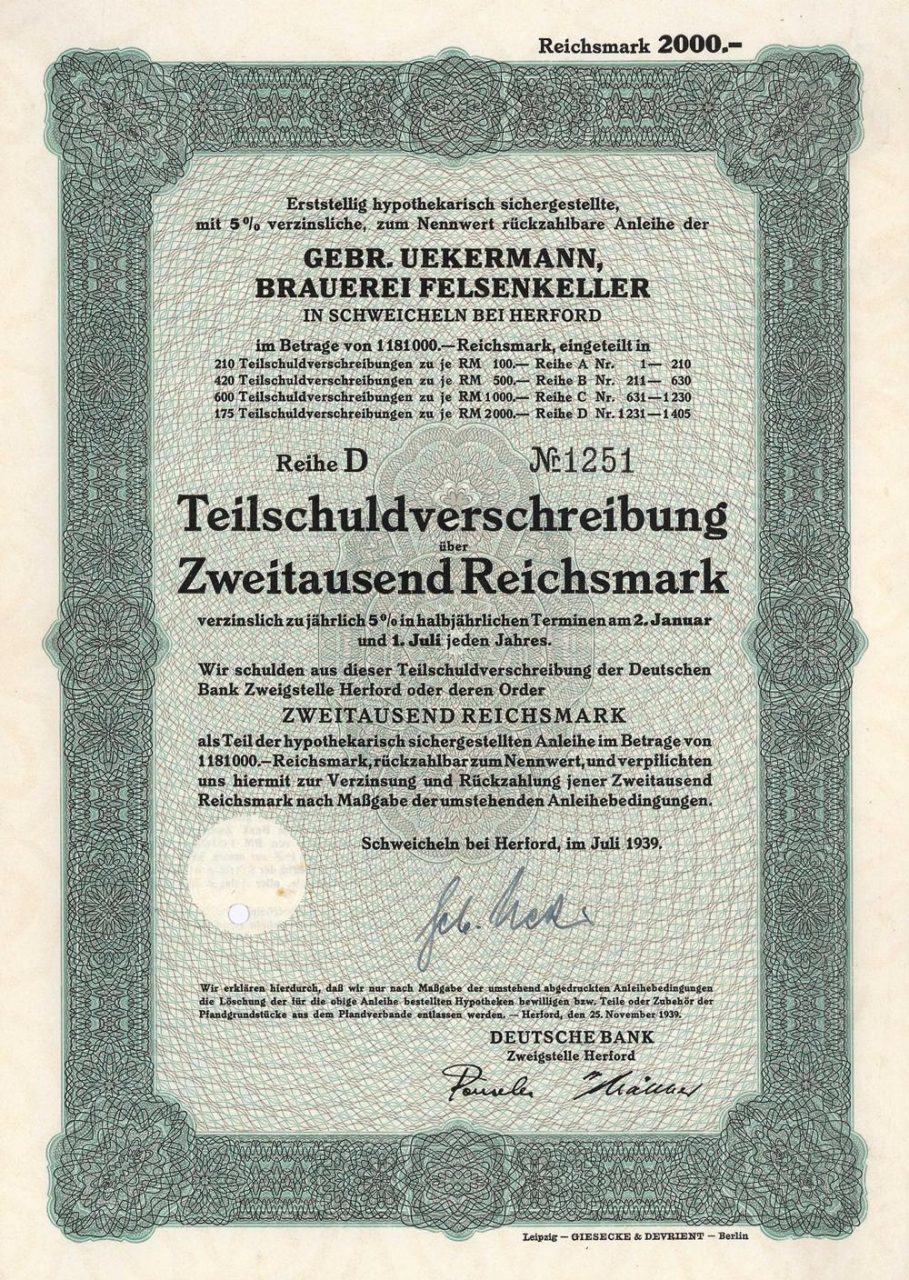 Reichsmark 2000.–
Erststellig hypothekarisch sichergestellte,
mit 5% verzinsliche, zum Nennwert rückzahlbare Anleihe der
GEBR. UEKERMANN,
BRAUEREI FELSENKELLER
IN SCHWEICHELN BEI HERFORD
im Betrage von 1181000.—Reichsmark, eingeteilt in
210 Teilschuldverschreibungen zu je RM 100.— Reihe A Nr. 1— 210
420 Teilschuldverschreibungen zu je RM 500.— Reihe B Nr. 211— 630
600 Teilschuldverschreibungen zu je RM 1000.— Reihe C Nr. 631—1230
175 Teilschuldverschreibungen zu je RM 2000.— Reihe D Nr. 1231—1405
Reihe D Nr. 1251
Teilschuldverschreibung
über
Zweitausend Reichsmark
verzinslich zu jährlich 5% in halbjährlichen Terminen am 2. Januar
und 1. Juli jeden Jahres.
Wir schulden aus dieser Teilschuldverschreibung der Deutschen
Bank Zweigstelle Herford oder deren Order
ZWEITAUSEND REICHSMARK
als Teil der hypothekarisch sichergestellten Anleihe im Betrage von
1181000.–Reichsmark, rückzahlbar zum Nennwert, und verpflichten
uns hiermit zur Verzinsung und Rückzahlung jener Zweitausend
Reichsmark nach Maßgabe der umstehenden Anleihebedingungen.
Schweicheln bei Herford, im Juli 1939.
Wir erklären hierdurch, daß wir nur nach Maßgabe der umstehend abgedruckten Anleihebedingungen
die Löschung der für die obige Anleihe bestellten Hypotheken bewilligen bzw. Teile oder Zubehör der
Pfandgrundstücke aus dem Pfandverbande entlassen werden. — Herford, den 25. November 1939.
DEUTSCHE BANK
Zweigstelle Herford
Leipzig — GIESECKE & DEVRIENT — Berlin